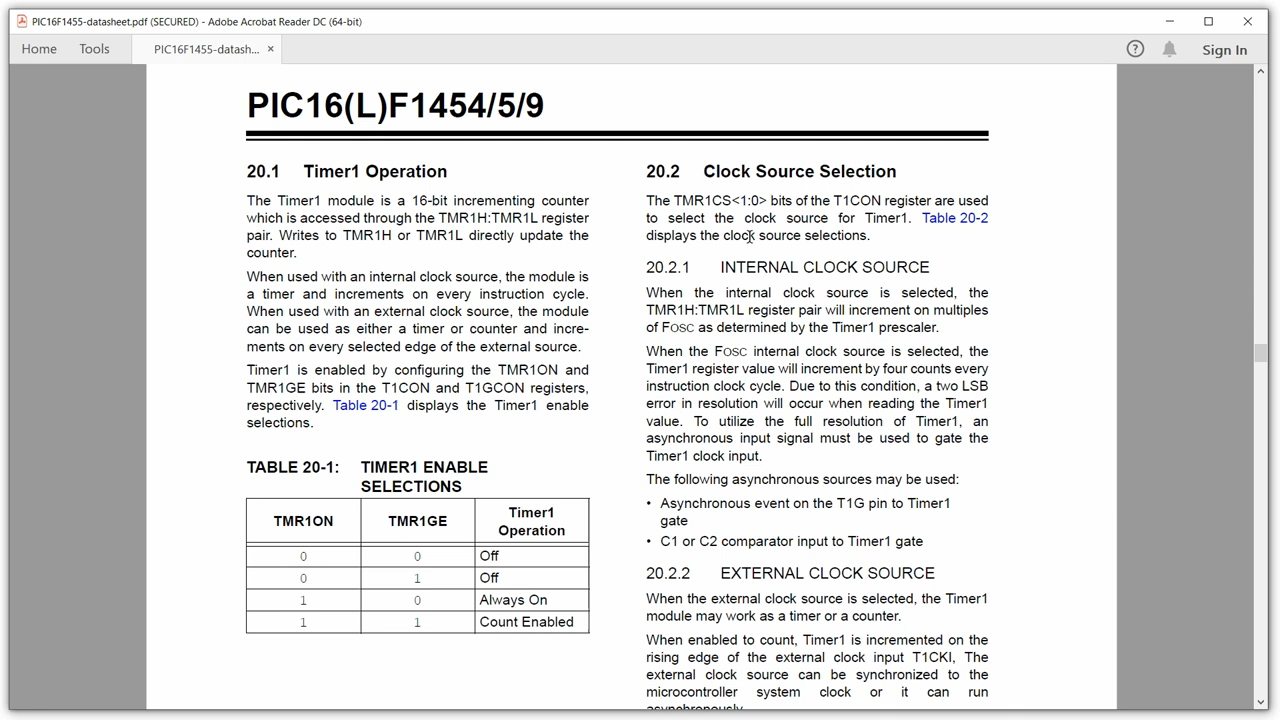 PIC16F1455-datasheet.pdf (SECURED) - Adobe Acrobat Reader DC (64-bit)
Home Tools PIC16F1455-datash... × Sign In
PIC16(L)F1454/5/9
20.1 Timer1 Operation
The Timer1 module is a 16-bit incrementing counter
which is accessed through the TMR1H:TMR1L register
pair. Writes to TMR1H or TMR1L directly update the
counter.
When used with an internal clock source, the module is
a timer and increments on every instruction cycle.
When used with an external clock source, the module
can be used as either a timer or counter and incre-
ments on every selected edge of the external source.
Timer1 is enabled by configuring the TMR1ON and
TMR1GE bits in the T1CON and T1GCON registers,
respectively. Table 20-1 displays the Timer1 enable
selections.
TABLE 20-1: TIMER1 ENABLE
SELECTIONS
TMR1ON TMR1GE Timer1
Operation
0 0 Off
0 1 Off
1 0 Always On
1 1 Count Enabled
20.2 Clock Source Selection
The TMR1CS<1:0> bits of the T1CON register are used
to select the clock source for Timer1. Table 20-2
displays the clock source selections.
20.2.1 INTERNAL CLOCK SOURCE
When the internal clock source is selected, the
TMR1H:TMR1L register pair will increment on multiples
of FOSC as determined by the Timer1 prescaler.
When the FOSC internal clock source is selected, the
Timer1 register value will increment by four counts every
instruction clock cycle. Due to this condition, a two LSB
error in resolution will occur when reading the Timer1
value. To utilize the full resolution of Timer1, an
asynchronous input signal must be used to gate the
Timer1 clock input.
The following asynchronous sources may be used:
• Asynchronous event on the T1G pin to Timer1
gate
• C1 or C2 comparator input to Timer1 gate
20.2.2 EXTERNAL CLOCK SOURCE
When the external clock source is selected, the Timer1
module may work as a timer or a counter.
When enabled to count, Timer1 is incremented on the
rising edge of the external clock input T1CKI, The
external clock source can be synchronized to the
microcontroller system clock or it can run
asynchronously.